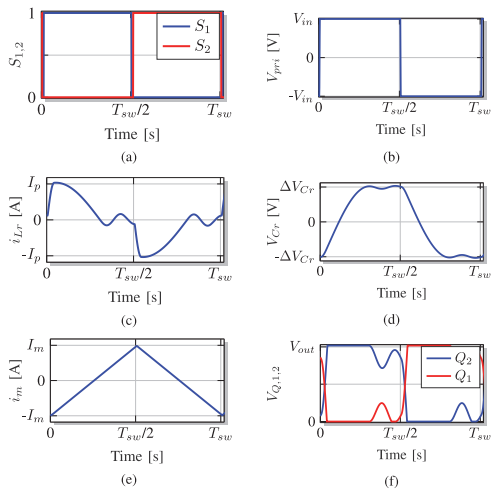 S1,2
1
0
S1
S2
0
Tsw/2
Tsw
Time [s]
(a)
Vpri [V]
Vin
0
-Vin
0
Tsw/2
Tsw
Time [s]
(b)
iLr [A]
Ip
0
-Ip
0
Tsw/2
Tsw
Time [s]
(c)
VCr [V]
ΔVCr
0
-ΔVCr
0
Tsw/2
Tsw
Time [s]
(d)
im [A]
Im
0
-Im
0
Tsw/2
Tsw
Time [s]
(e)
VQ,1,2
Vout
0
Q2
Q1
0
Tsw/2
Tsw
Time [s]
(f)